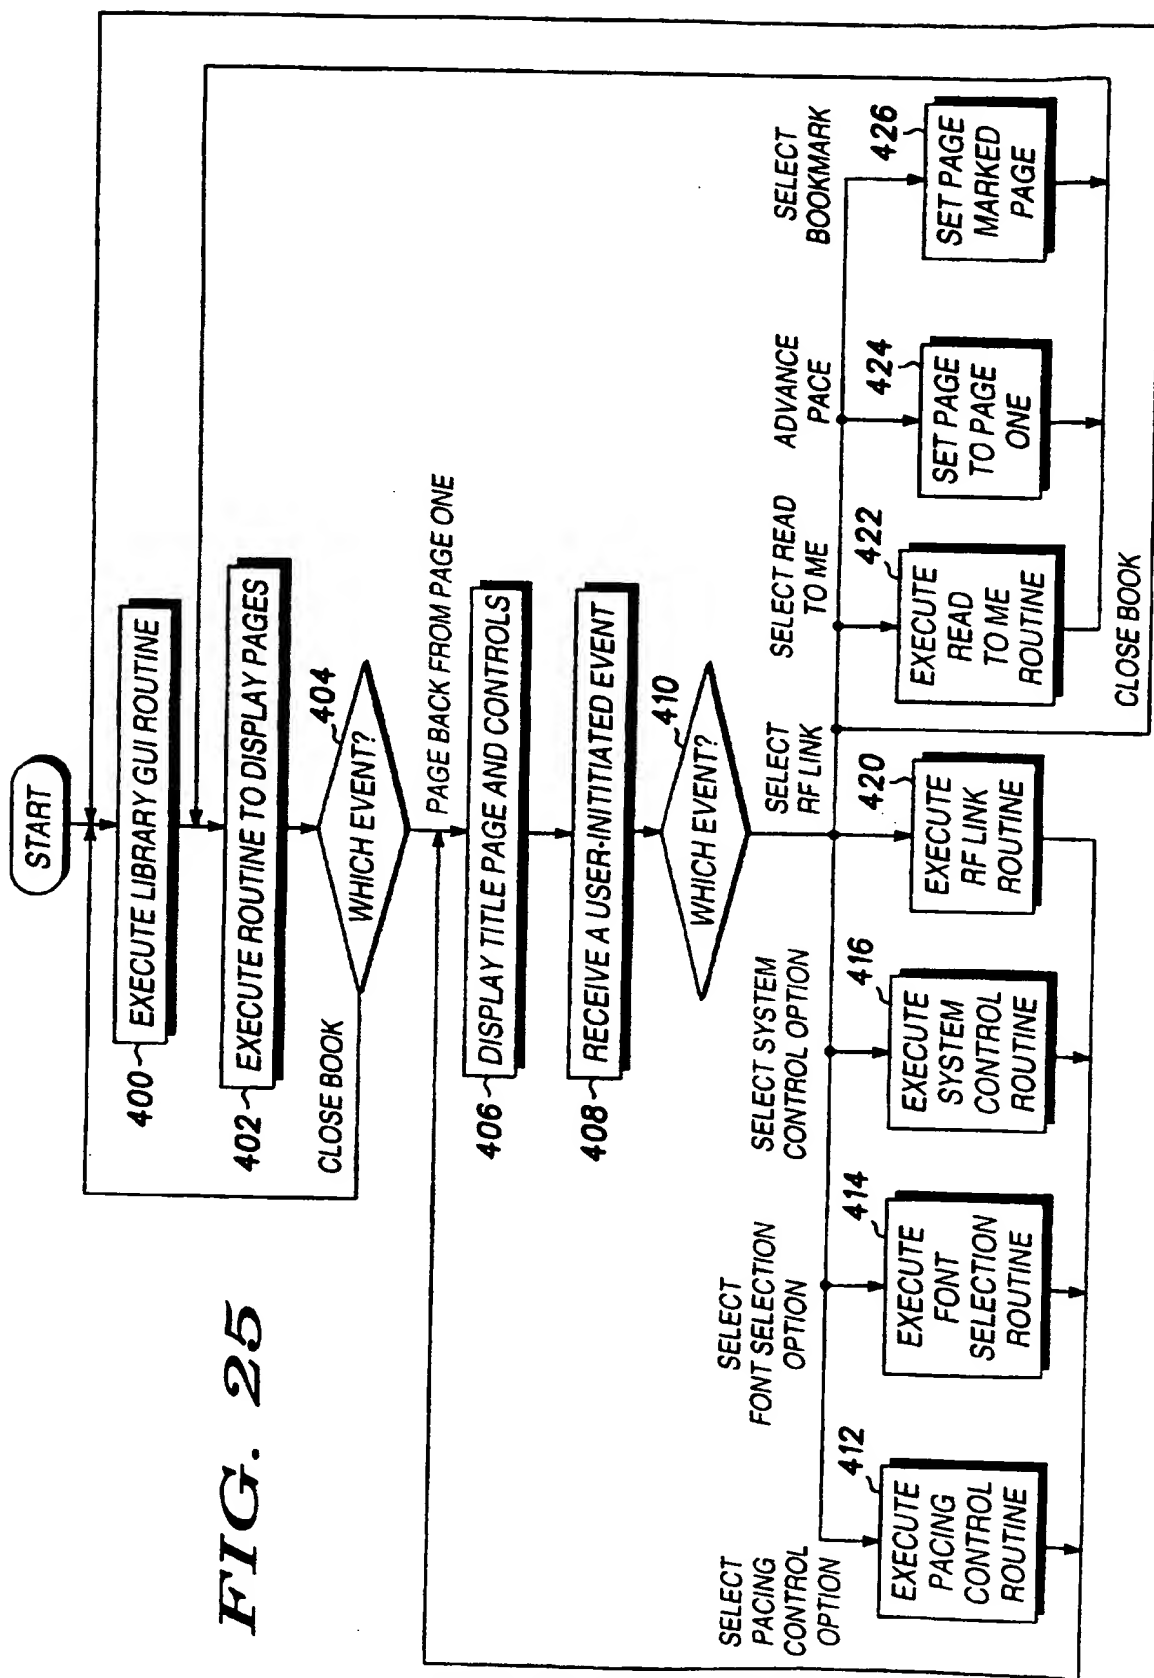 FIG. 25
START
EXECUTE LIBRARY GUI ROUTINE
400
EXECUTE ROUTINE TO DISPLAY PAGES
402
WHICH EVENT?
404
CLOSE BOOK
PAGE BACK FROM PAGE ONE
DISPLAY TITLE PAGE AND CONTROLS
406
RECEIVE A USER-INITIATED EVENT
408
WHICH EVENT?
410
SELECT
PACING
CONTROL
OPTION
412
EXECUTE
PACING
CONTROL
ROUTINE
SELECT
FONT SELECTION
OPTION
414
EXECUTE
FONT
SELECTION
ROUTINE
SELECT SYSTEM
CONTROL OPTION
416
EXECUTE
SYSTEM
CONTROL
ROUTINE
SELECT
RF LINK
420
EXECUTE
RF LINK
ROUTINE
SELECT READ
TO ME
422
EXECUTE
READ
TO ME
ROUTINE
ADVANCE
PACE
424
SET PAGE
TO PAGE
ONE
SELECT
BOOKMARK
426
SET PAGE
MARKED
PAGE
CLOSE BOOK